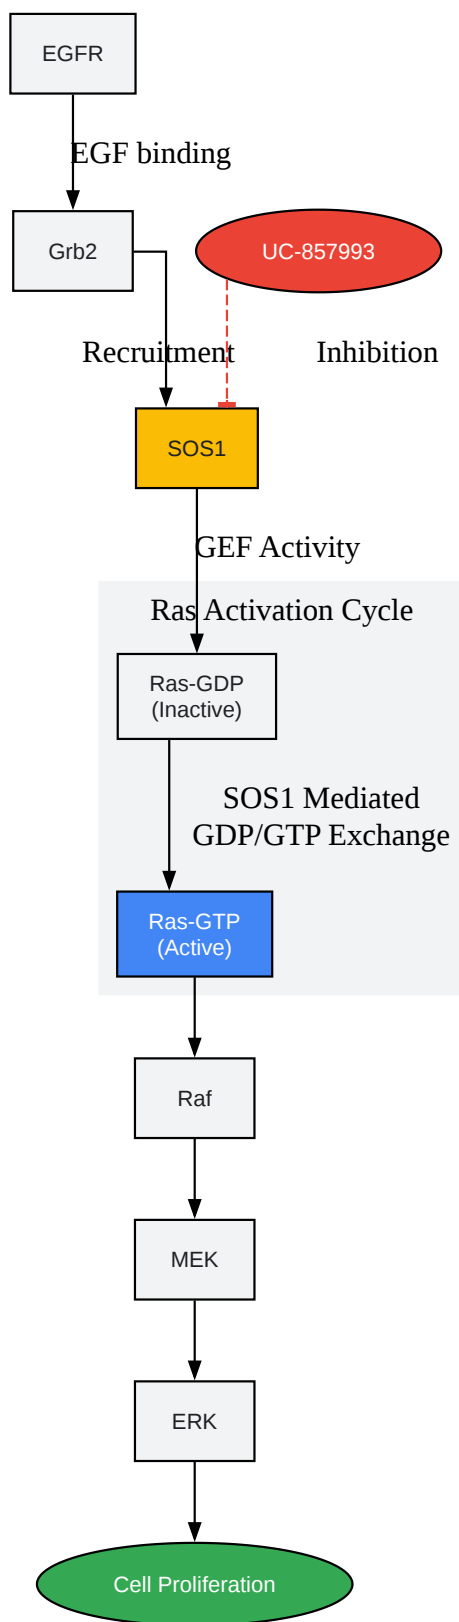 EGFR
EGF binding
Grb2
UC-857993
Recruitment
Inhibition
SOS1
GEF Activity
Ras Activation Cycle
Ras-GDP
(Inactive)
SOS1 Mediated
GDP/GTP Exchange
Ras-GTP
(Active)
Raf
MEK
ERK
Cell Proliferation